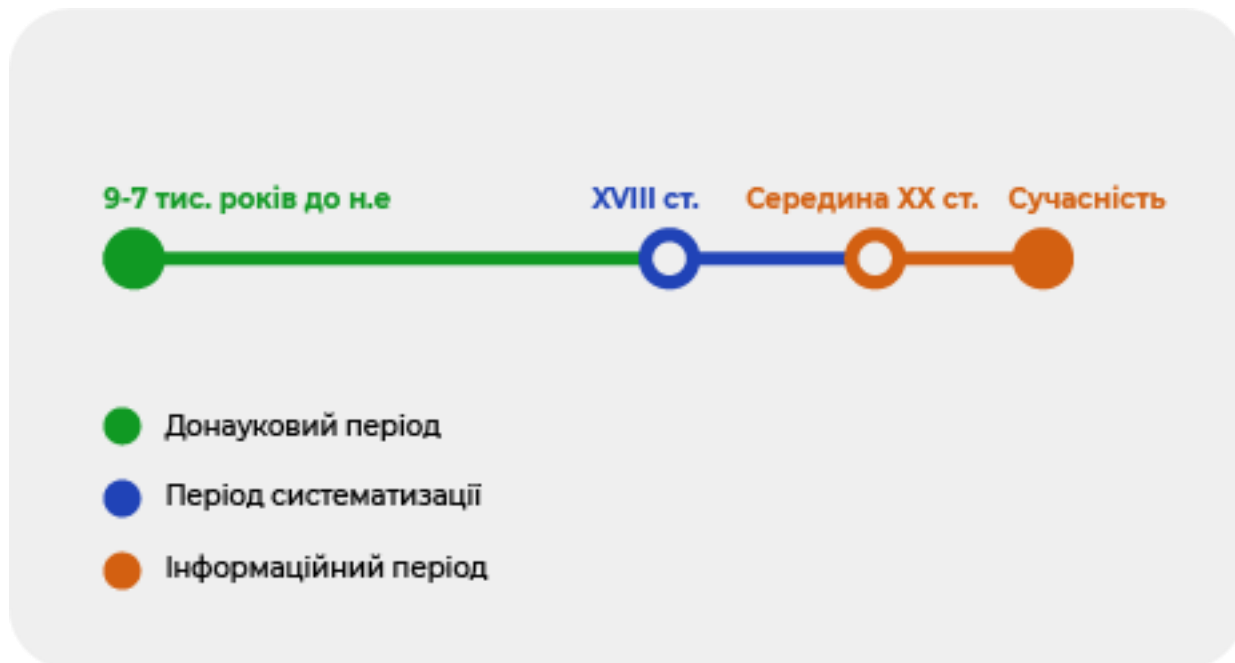 9-7 тис. років до н.е XVIII ст. Середина XX ст. Сучасність
Донауковий період
Період систематизації
Інформаційний період